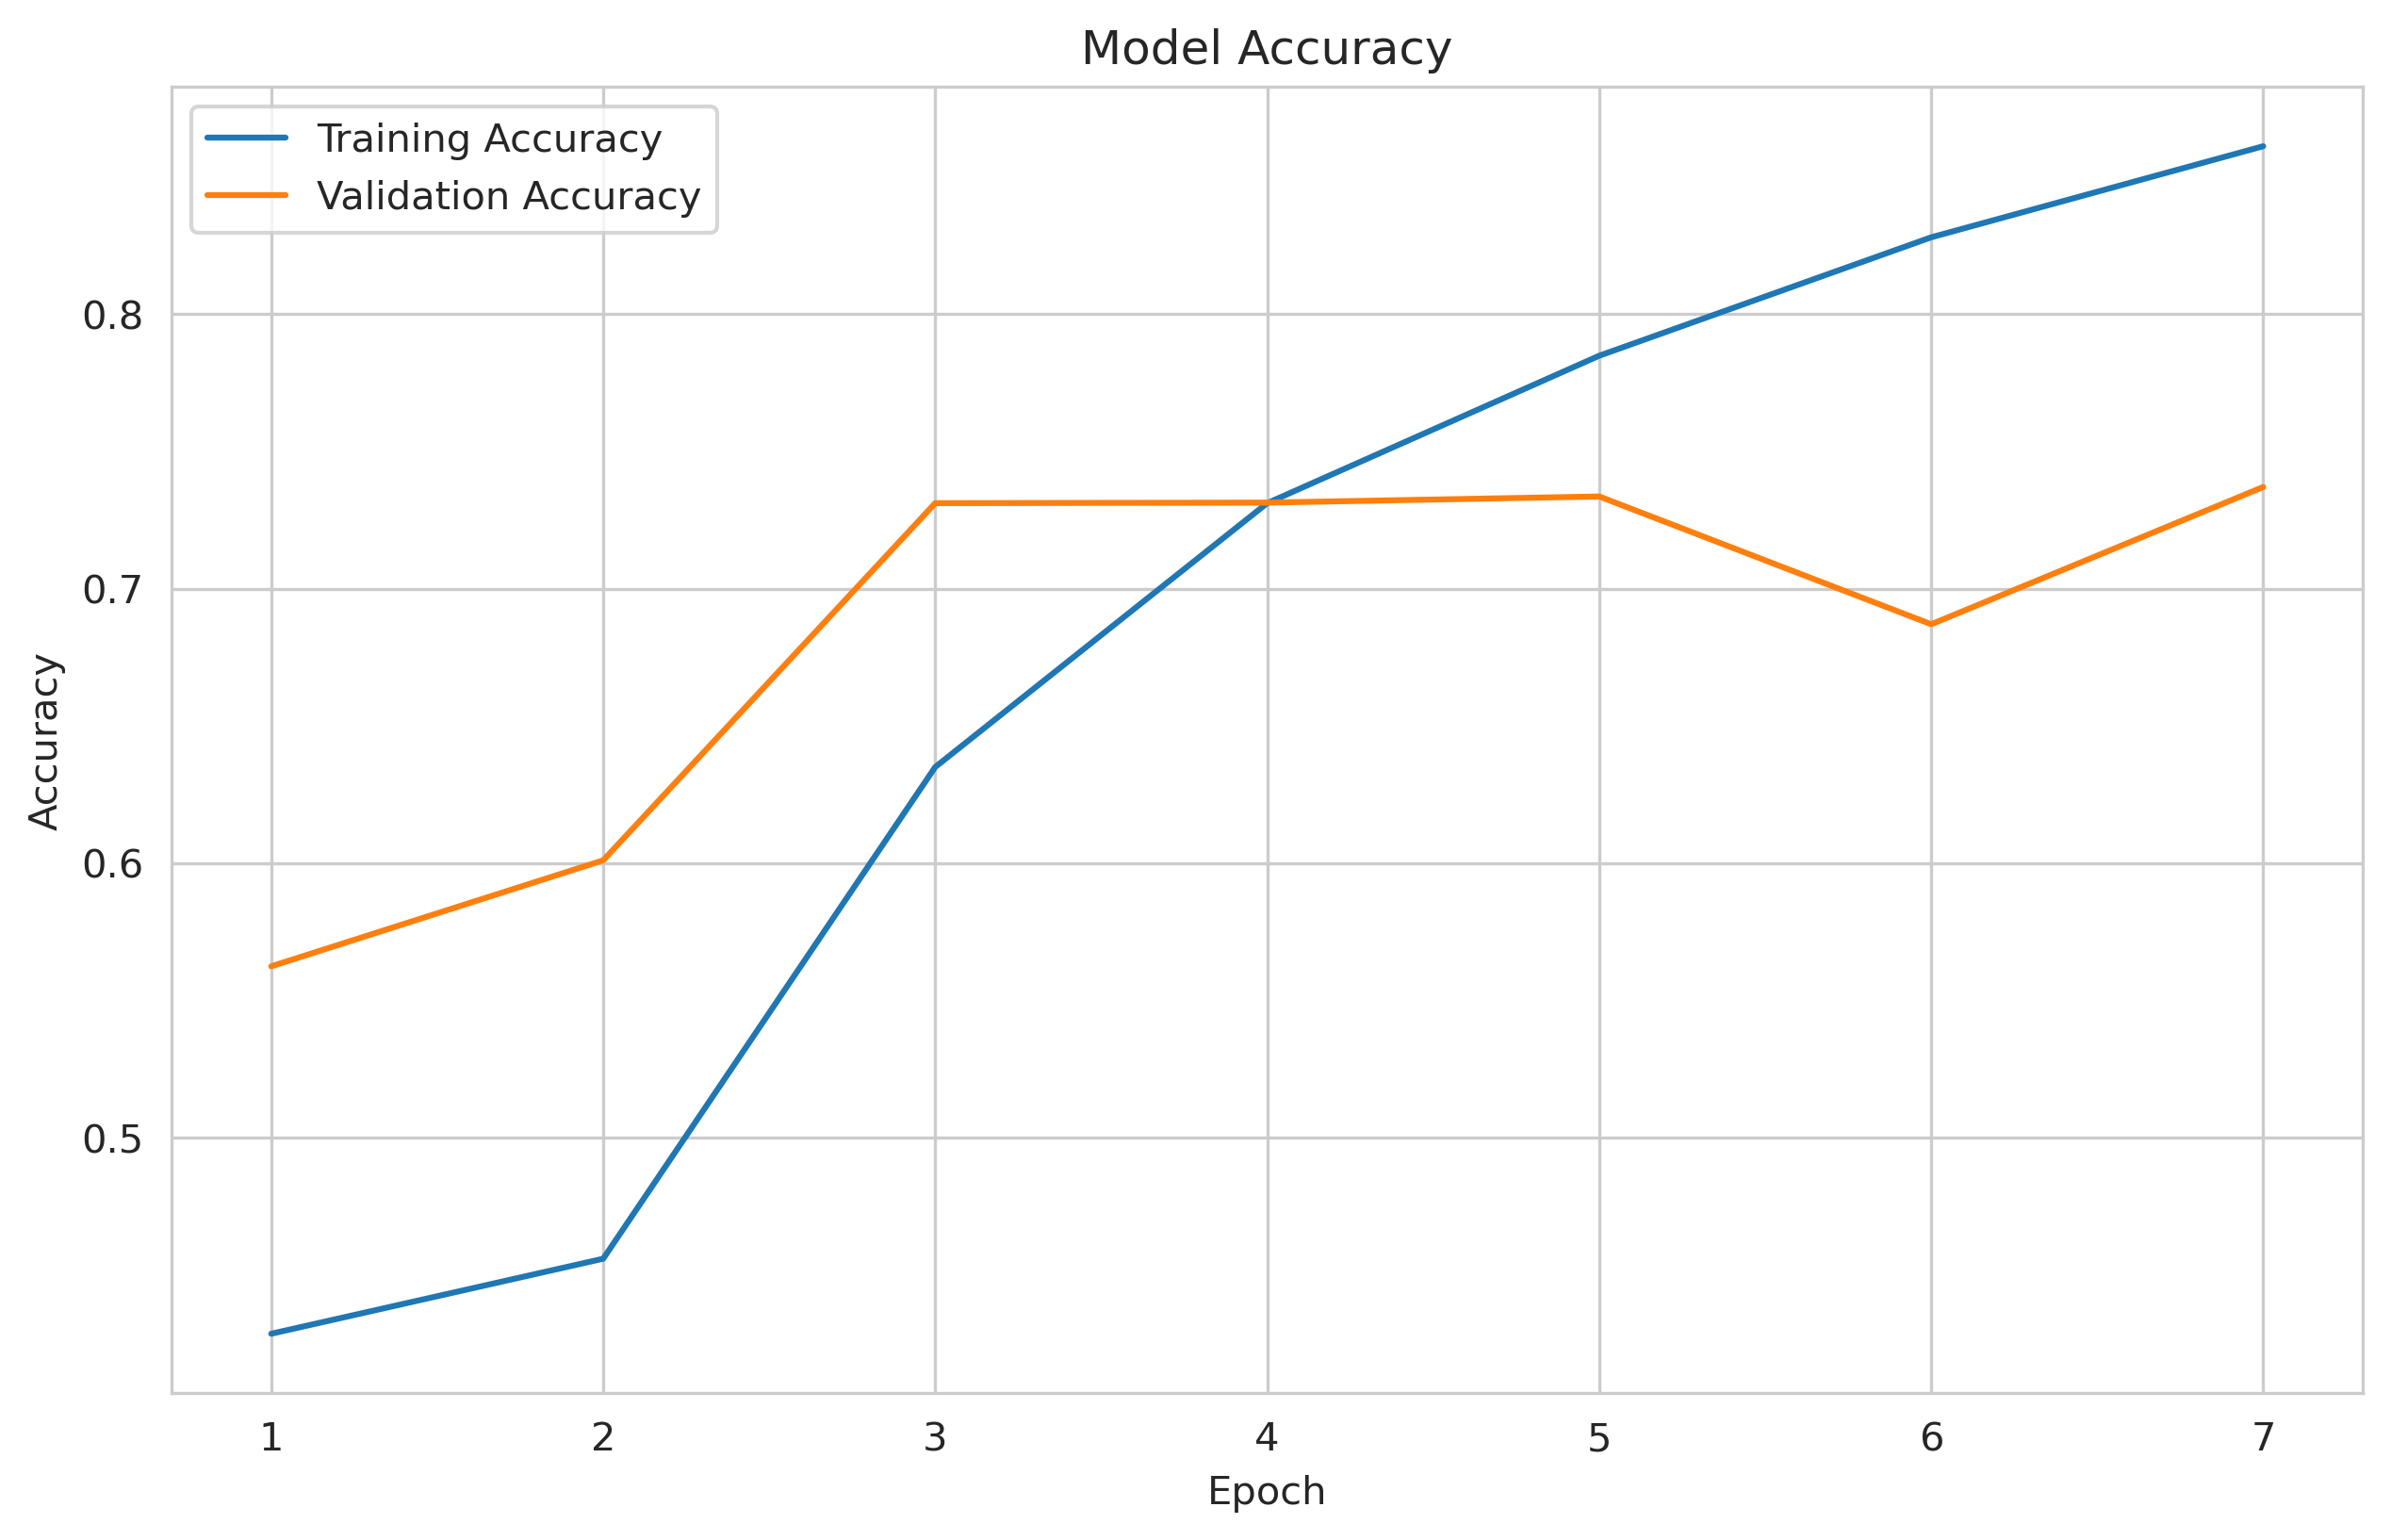 Model Accuracy
Training Accuracy
Validation Accuracy
0.8
0.7
0.6
0.5
Accuracy
1 2 3 4 5 6 7
Epoch